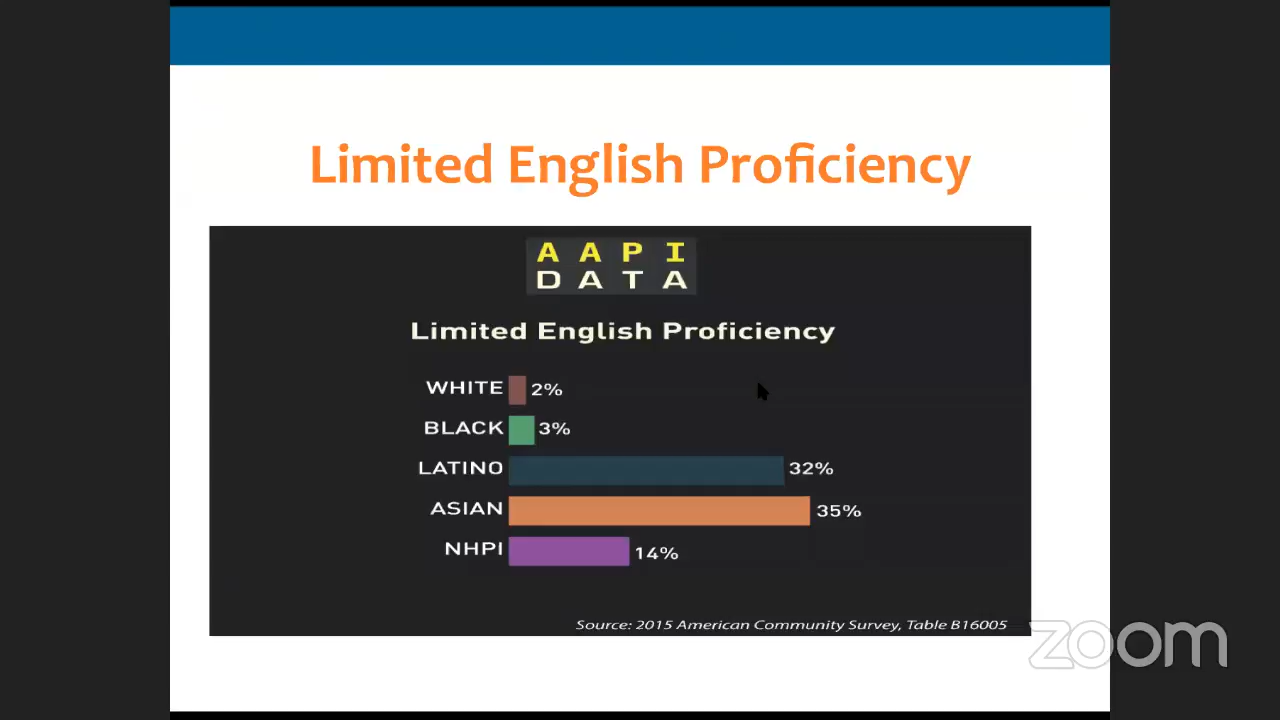 Limited English Proficiency
A A P I
D A T A
Limited English Proficiency
WHITE 2%
BLACK 3%
LATINO 32%
ASIAN 35%
NHPI 14%
Source: 2015 American Community Survey, Table B16005
zoom